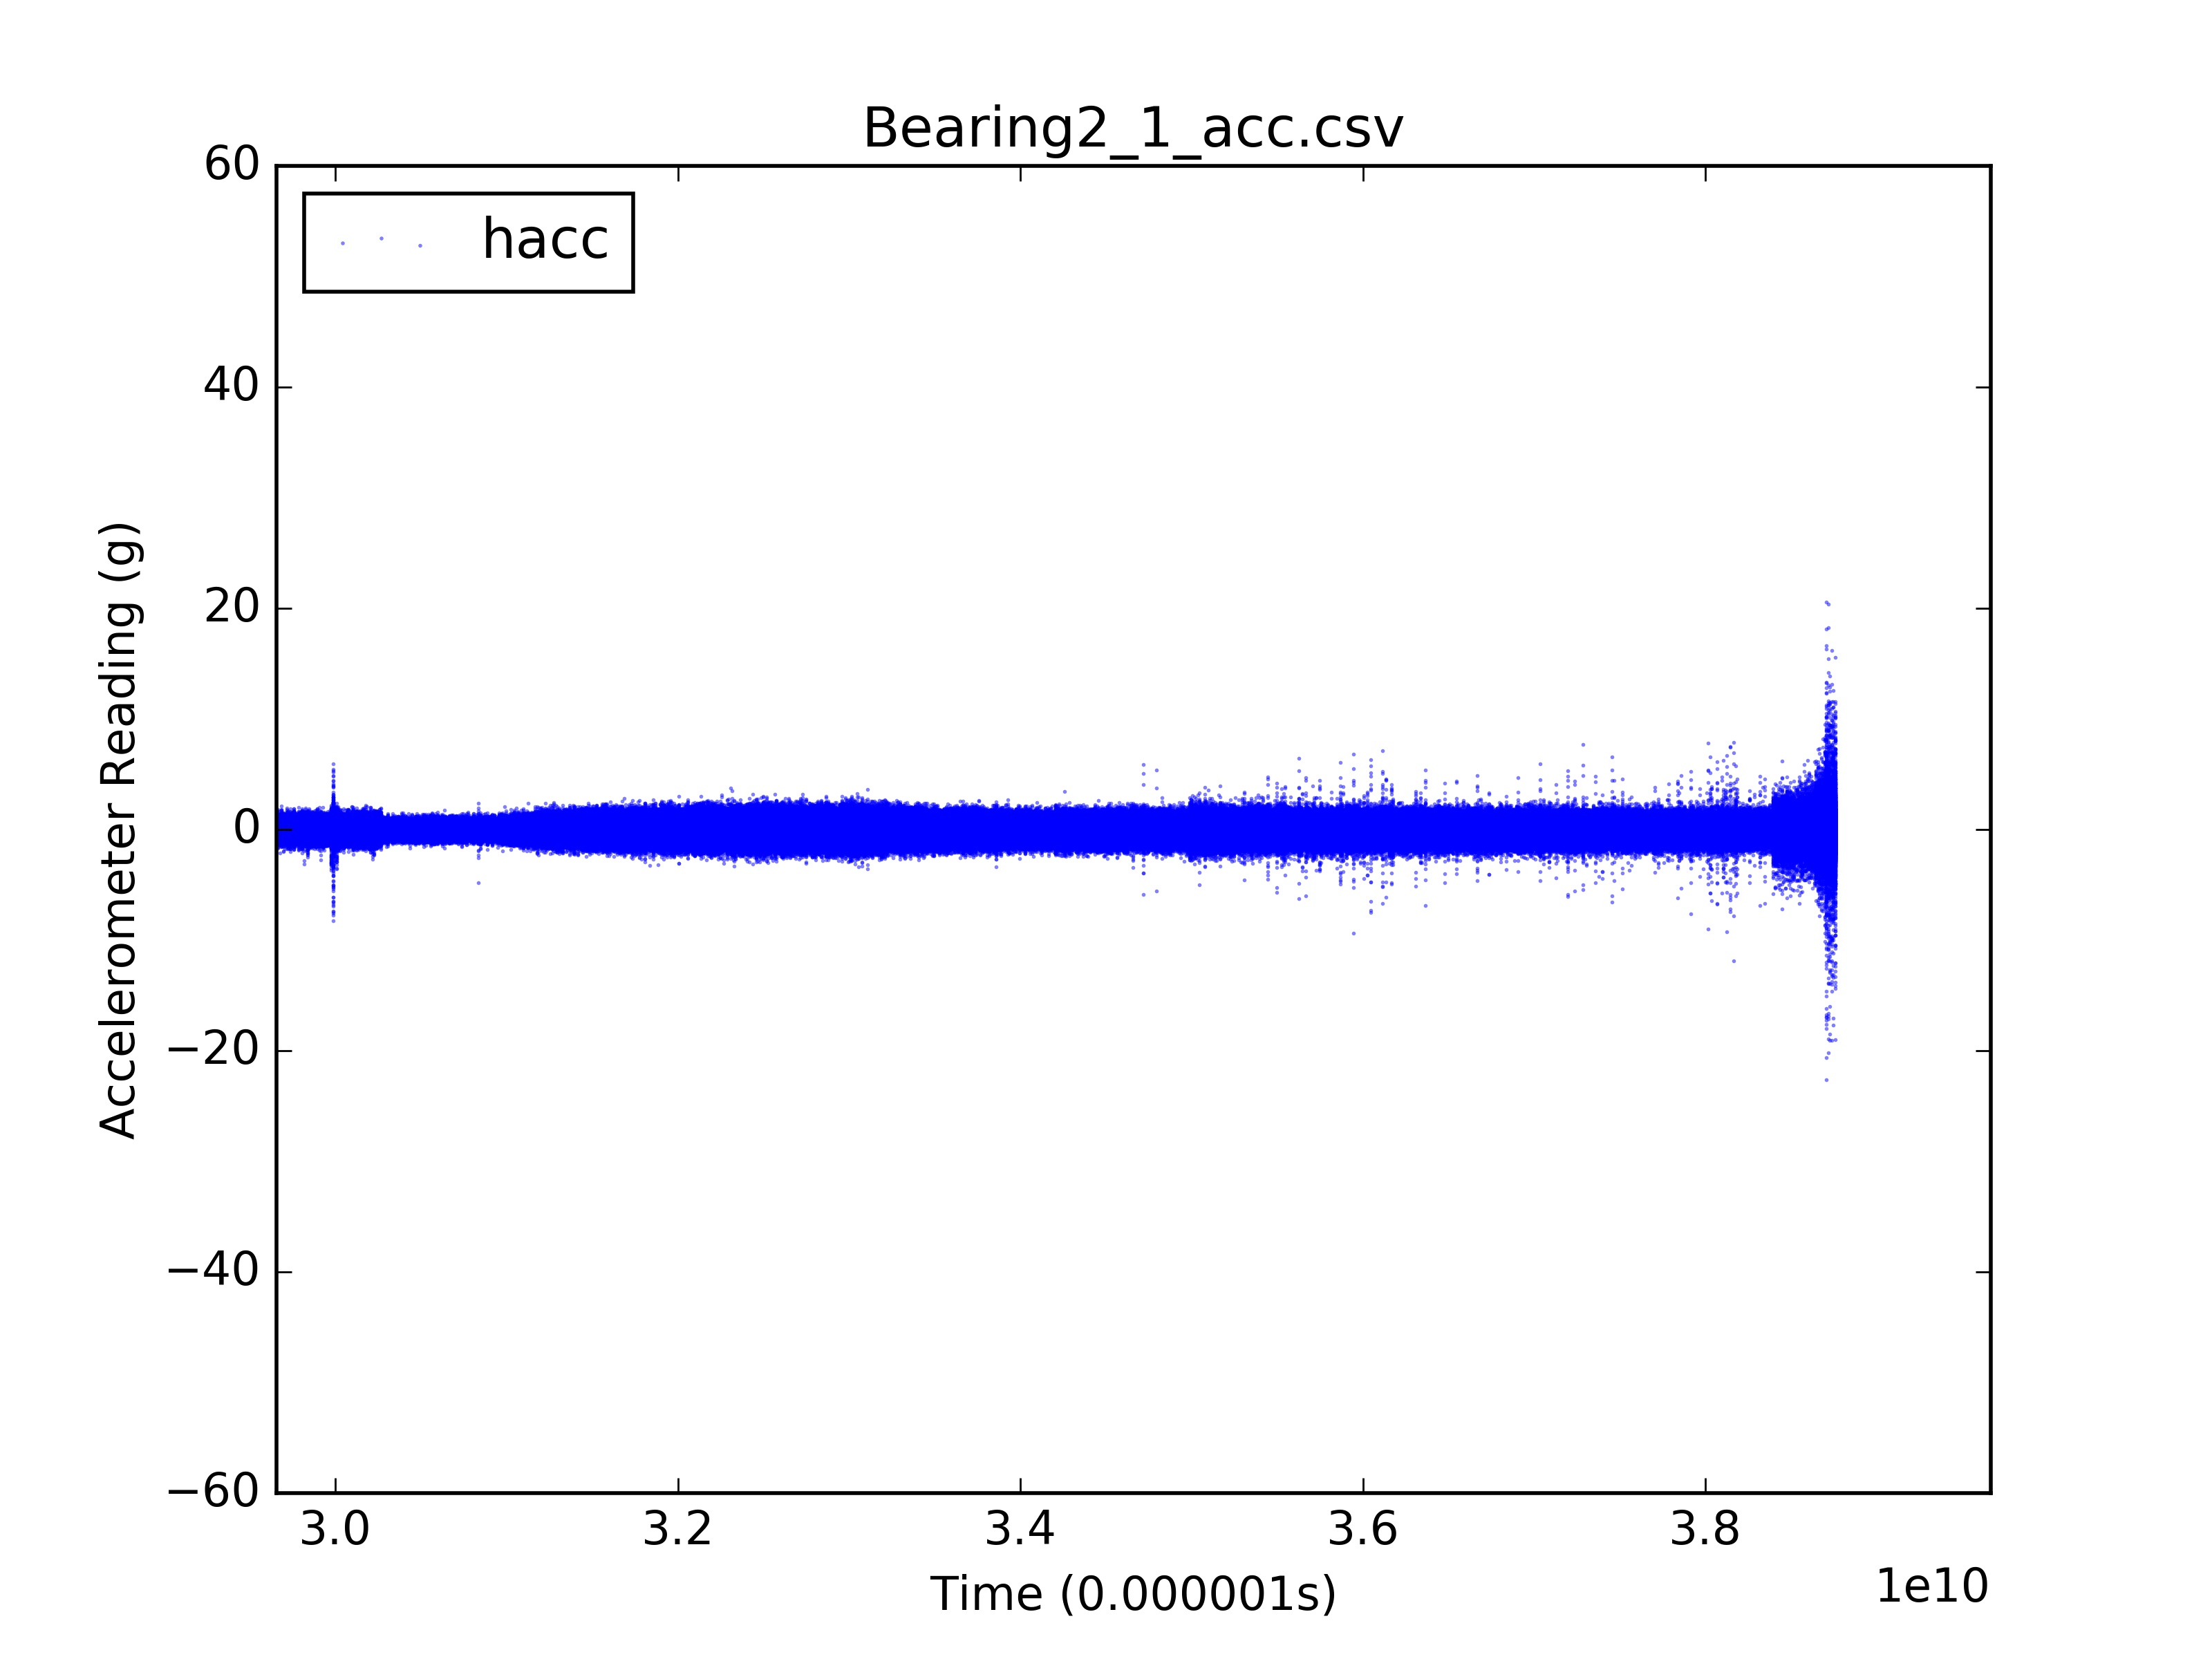 Bearing2_1_acc.csv
hacc
60
40
20
0
−20
−40
−60
Accelerometer Reading (g)
3.0 3.2 3.4 3.6 3.8
1e10
Time (0.000001s)